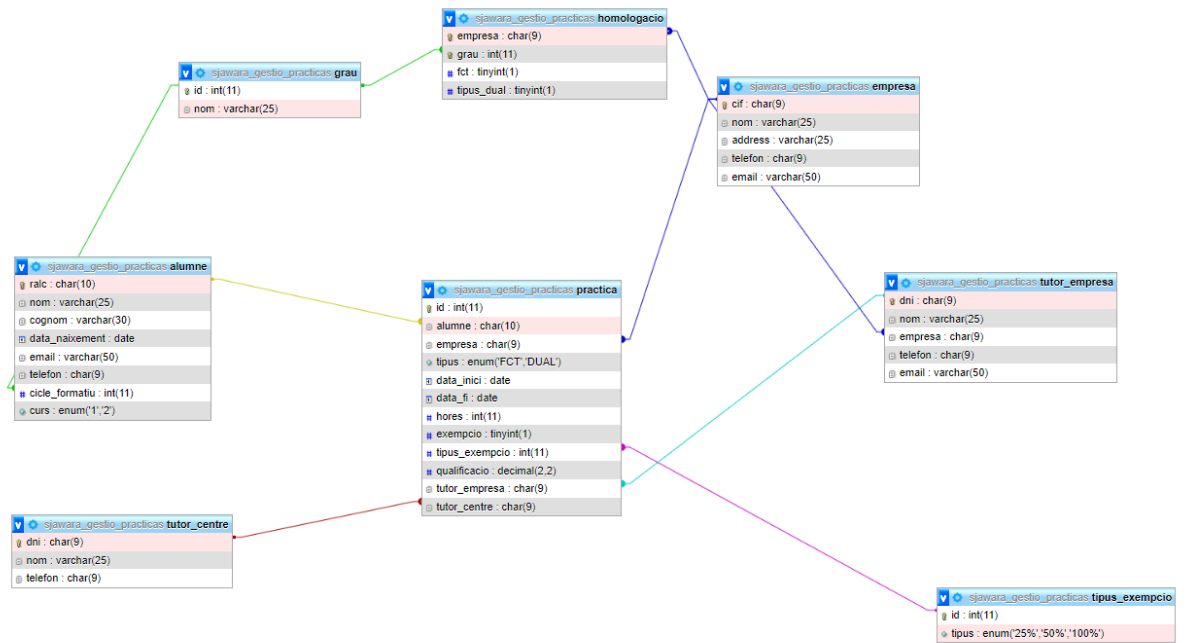 sjawara_gestio_practicas homologacio
empresa : char(9)
grau : int(11)
fct : tinyint(1)
tipus_dual : tinyint(1)
sjawara_gestio_practicas grau
id : int(11)
nom : varchar(25)
sjawara_gestio_practicas empresa
cif : char(9)
nom : varchar(25)
address : varchar(25)
telefon : char(9)
email : varchar(50)
sjawara_gestio_practicas alumne
ralc : char(10)
nom : varchar(25)
cognom : varchar(30)
data_naixement : date
email : varchar(50)
telefon : char(9)
cicle_formatiu : int(11)
curs : enum('1','2')
sjawara_gestio_practicas practica
id : int(11)
alumne : char(10)
empresa : char(9)
tipus : enum('FCT','DUAL')
data_inici : date
data_fi : date
hores : int(11)
exempcio : tinyint(1)
tipus_exempcio : int(11)
qualificacio : decimal(2,2)
tutor_empresa : char(9)
tutor_centre : char(9)
sjawara_gestio_practicas tutor_empresa
dni : char(9)
nom : varchar(25)
empresa : char(9)
telefon : char(9)
email : varchar(50)
sjawara_gestio_practicas tutor_centre
dni : char(9)
nom : varchar(25)
telefon : char(9)
sjawara_gestio_practicas tipus_exempcio
id : int(11)
tipus : enum('25%','50%','100%')